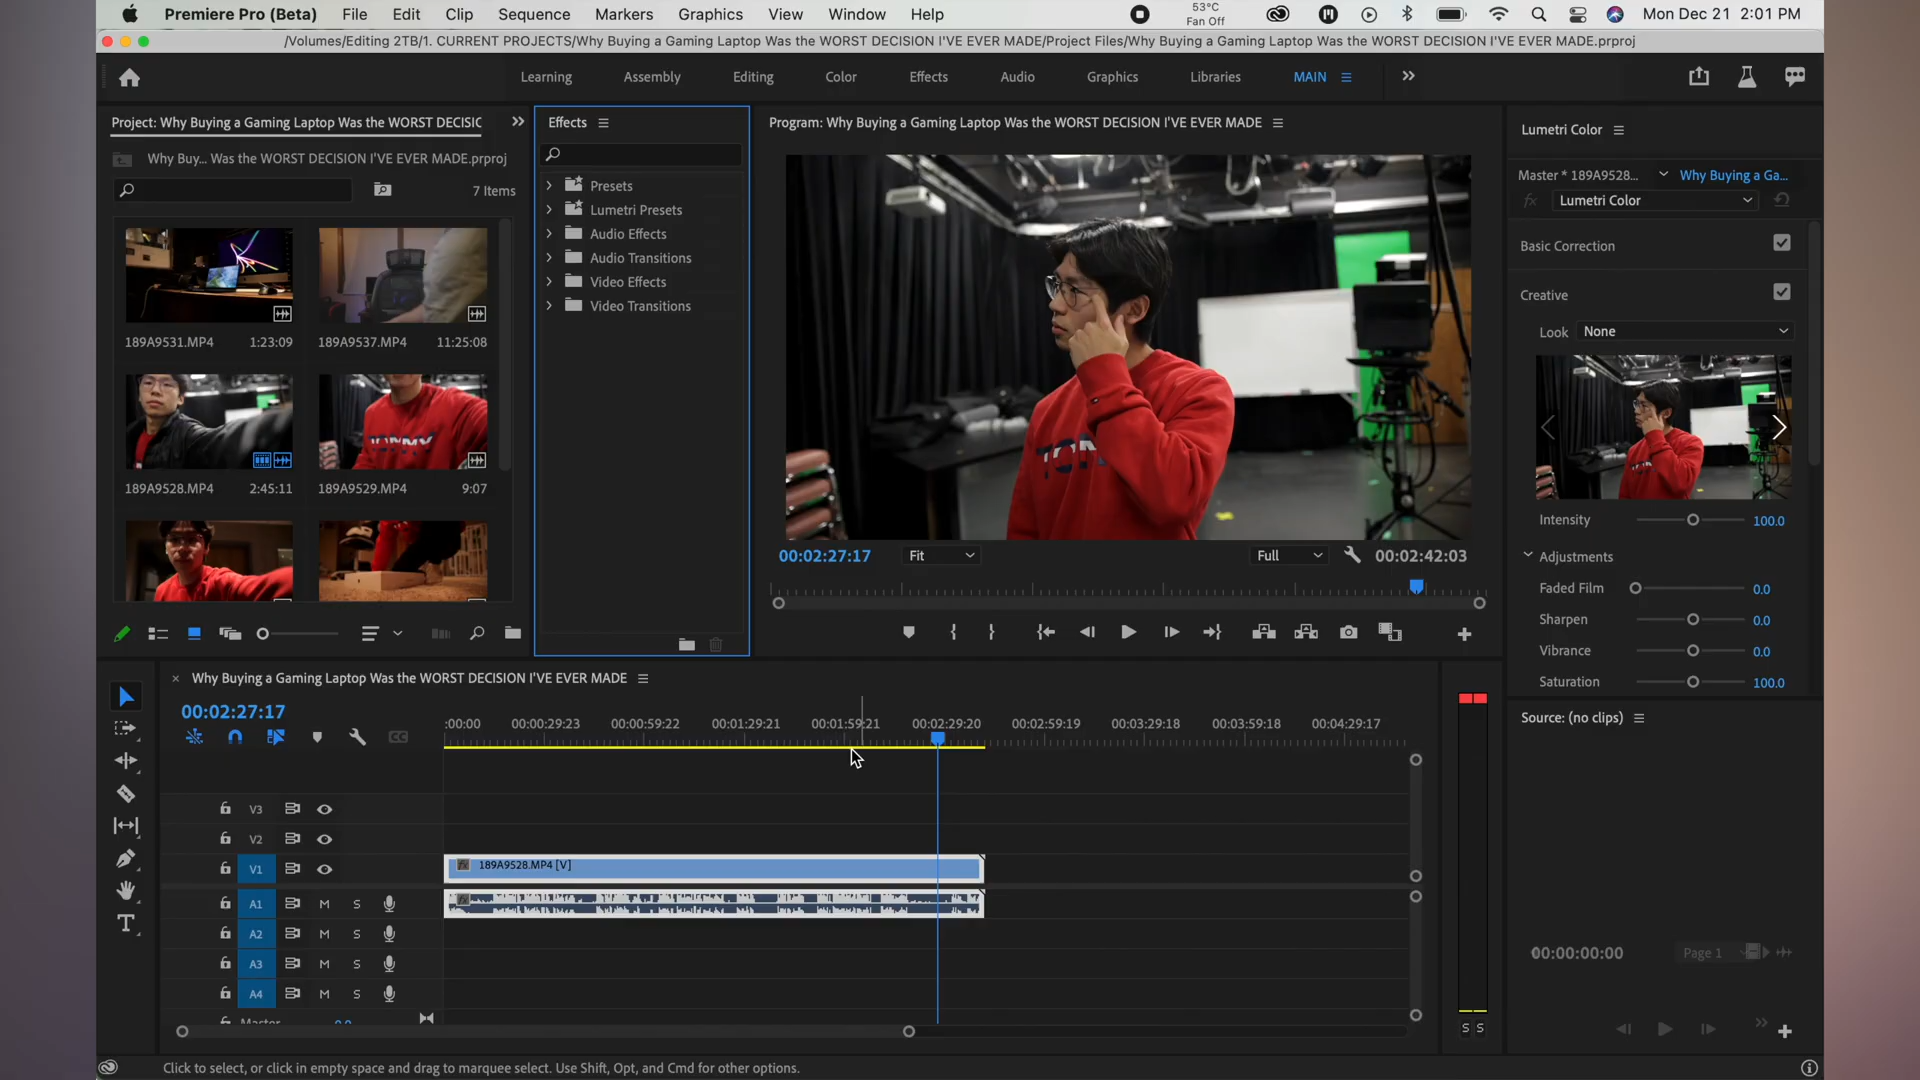 Premiere Pro (Beta) File Edit Clip Sequence Markers Graphics View Window Help 53°C Fan Off Mon Dec 21 2:01 PM
/Volumes/Editing 2TB/1. CURRENT PROJECTS/Why Buying a Gaming Laptop Was the WORST DECISION I'VE EVER MADE/Project Files/Why Buying a Gaming Laptop Was the WORST DECISION I'VE EVER MADE.prproj
Learning Assembly Editing Color Effects Audio Graphics Libraries MAIN
Project: Why Buying a Gaming Laptop Was the WORST DECISIC
Why Buy... Was the WORST DECISION I'VE EVER MADE.prproj
7 Items
189A9531.MP4 1:23:09
189A9537.MP4 11:25:08
189A9528.MP4 2:45:11
189A9529.MP4 9:07
Effects
Presets
Lumetri Presets
Audio Effects
Audio Transitions
Video Effects
Video Transitions
Program: Why Buying a Gaming Laptop Was the WORST DECISION I'VE EVER MADE
00:02:27:17 Fit Full 00:02:42:03
Lumetri Color
Master * 189A9528... Why Buying a Ga...
fx Lumetri Color
Basic Correction
Creative
Look None
Intensity 100.0
Adjustments
Faded Film 0.0
Sharpen 0.0
Vibrance 0.0
Saturation 100.0
Why Buying a Gaming Laptop Was the WORST DECISION I'VE EVER MADE
00:02:27:17
:00:00 00:00:29:23 00:00:59:22 00:01:29:21 00:01:59:21 00:02:29:20 00:02:59:19 00:03:29:18 00:03:59:18 00:04:29:17
V3
V2
V1 fx 189A9528.MP4 [V]
A1 M S fx
A2 M S
A3 M S
A4 M S
Master 0.0
S S
Source: (no clips)
00:00:00:00 Page 1
Click to select, or click in empty space and drag to marquee select. Use Shift, Opt, and Cmd for other options.